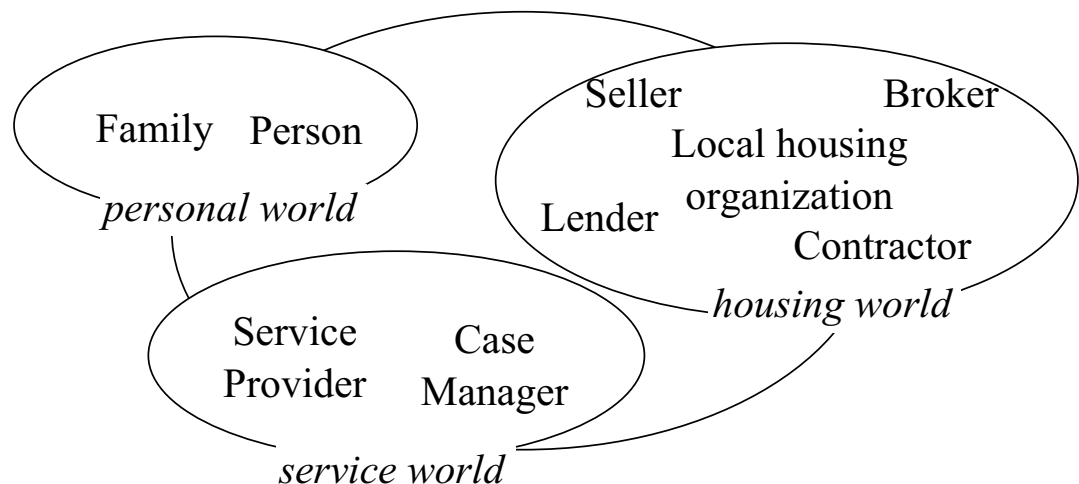 Family Person
personal world
Seller Broker
Local housing
organization
Lender
Contractor
housing world
Service
Provider
Case
Manager
service world